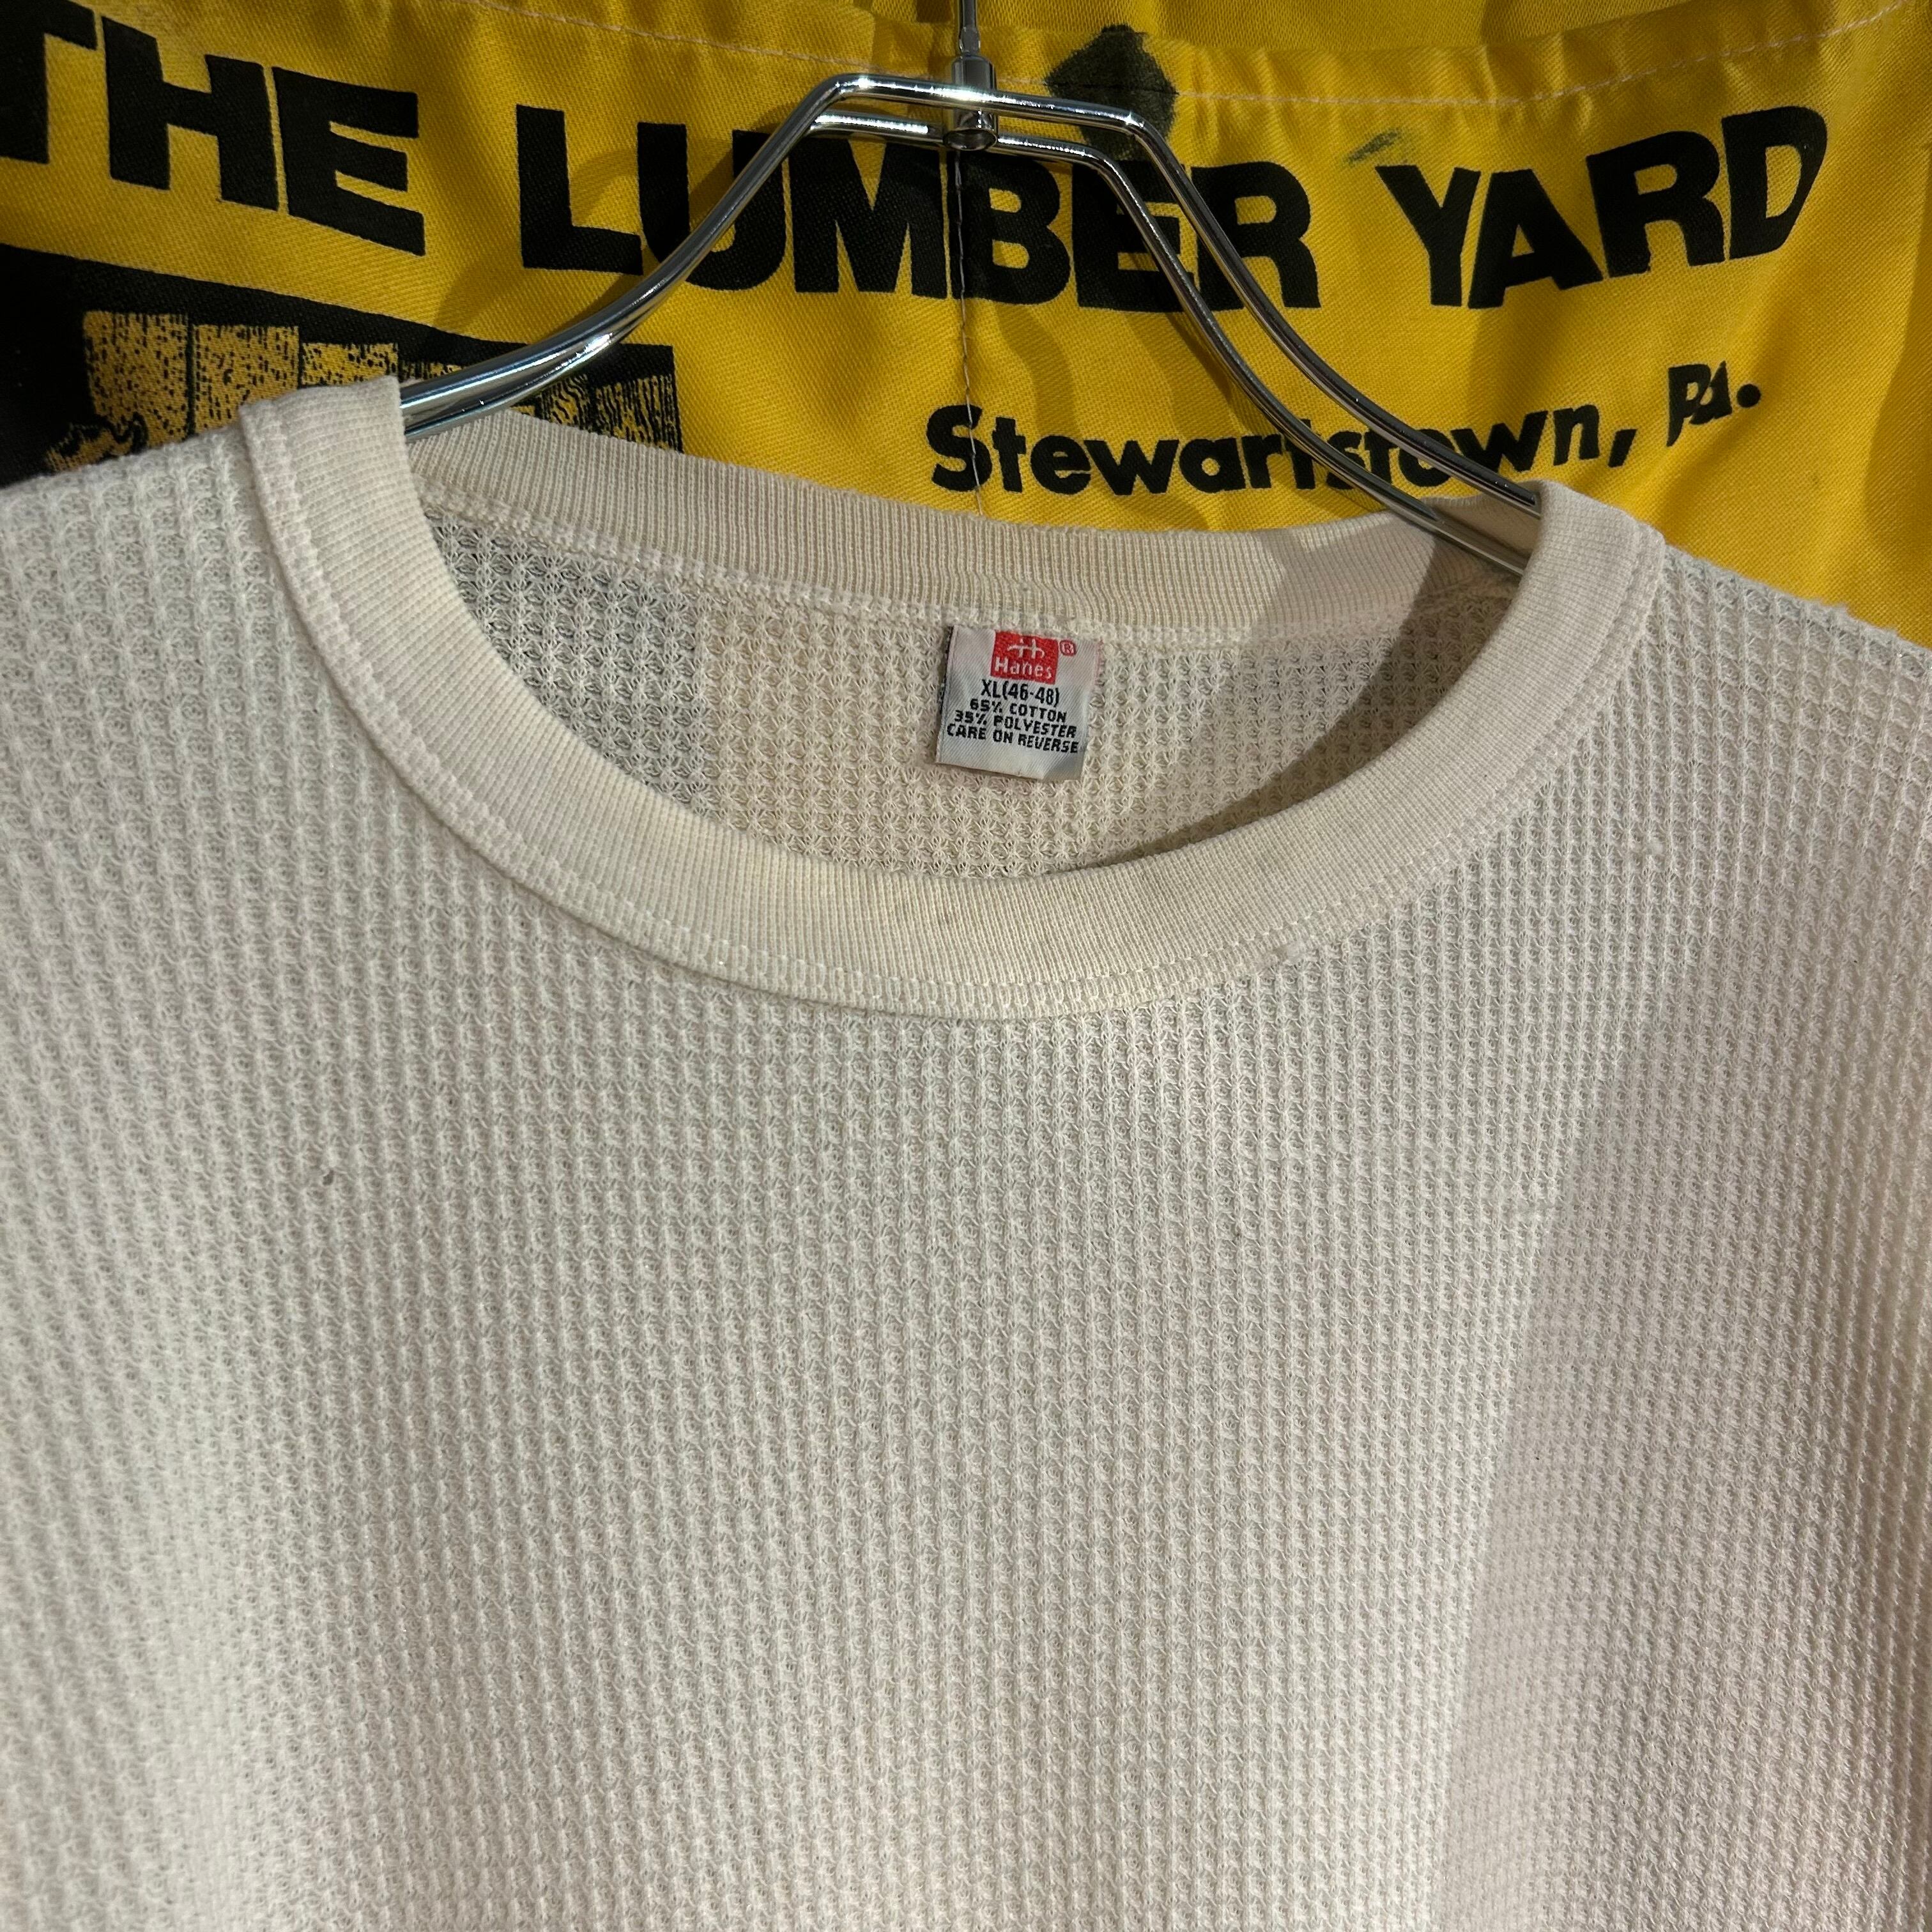 THE LUMBER YARD
Stewartstown, Pa.
Hanes ®
XL(46-48)
65% COTTON
35% POLYESTER
CARE ON REVERSE